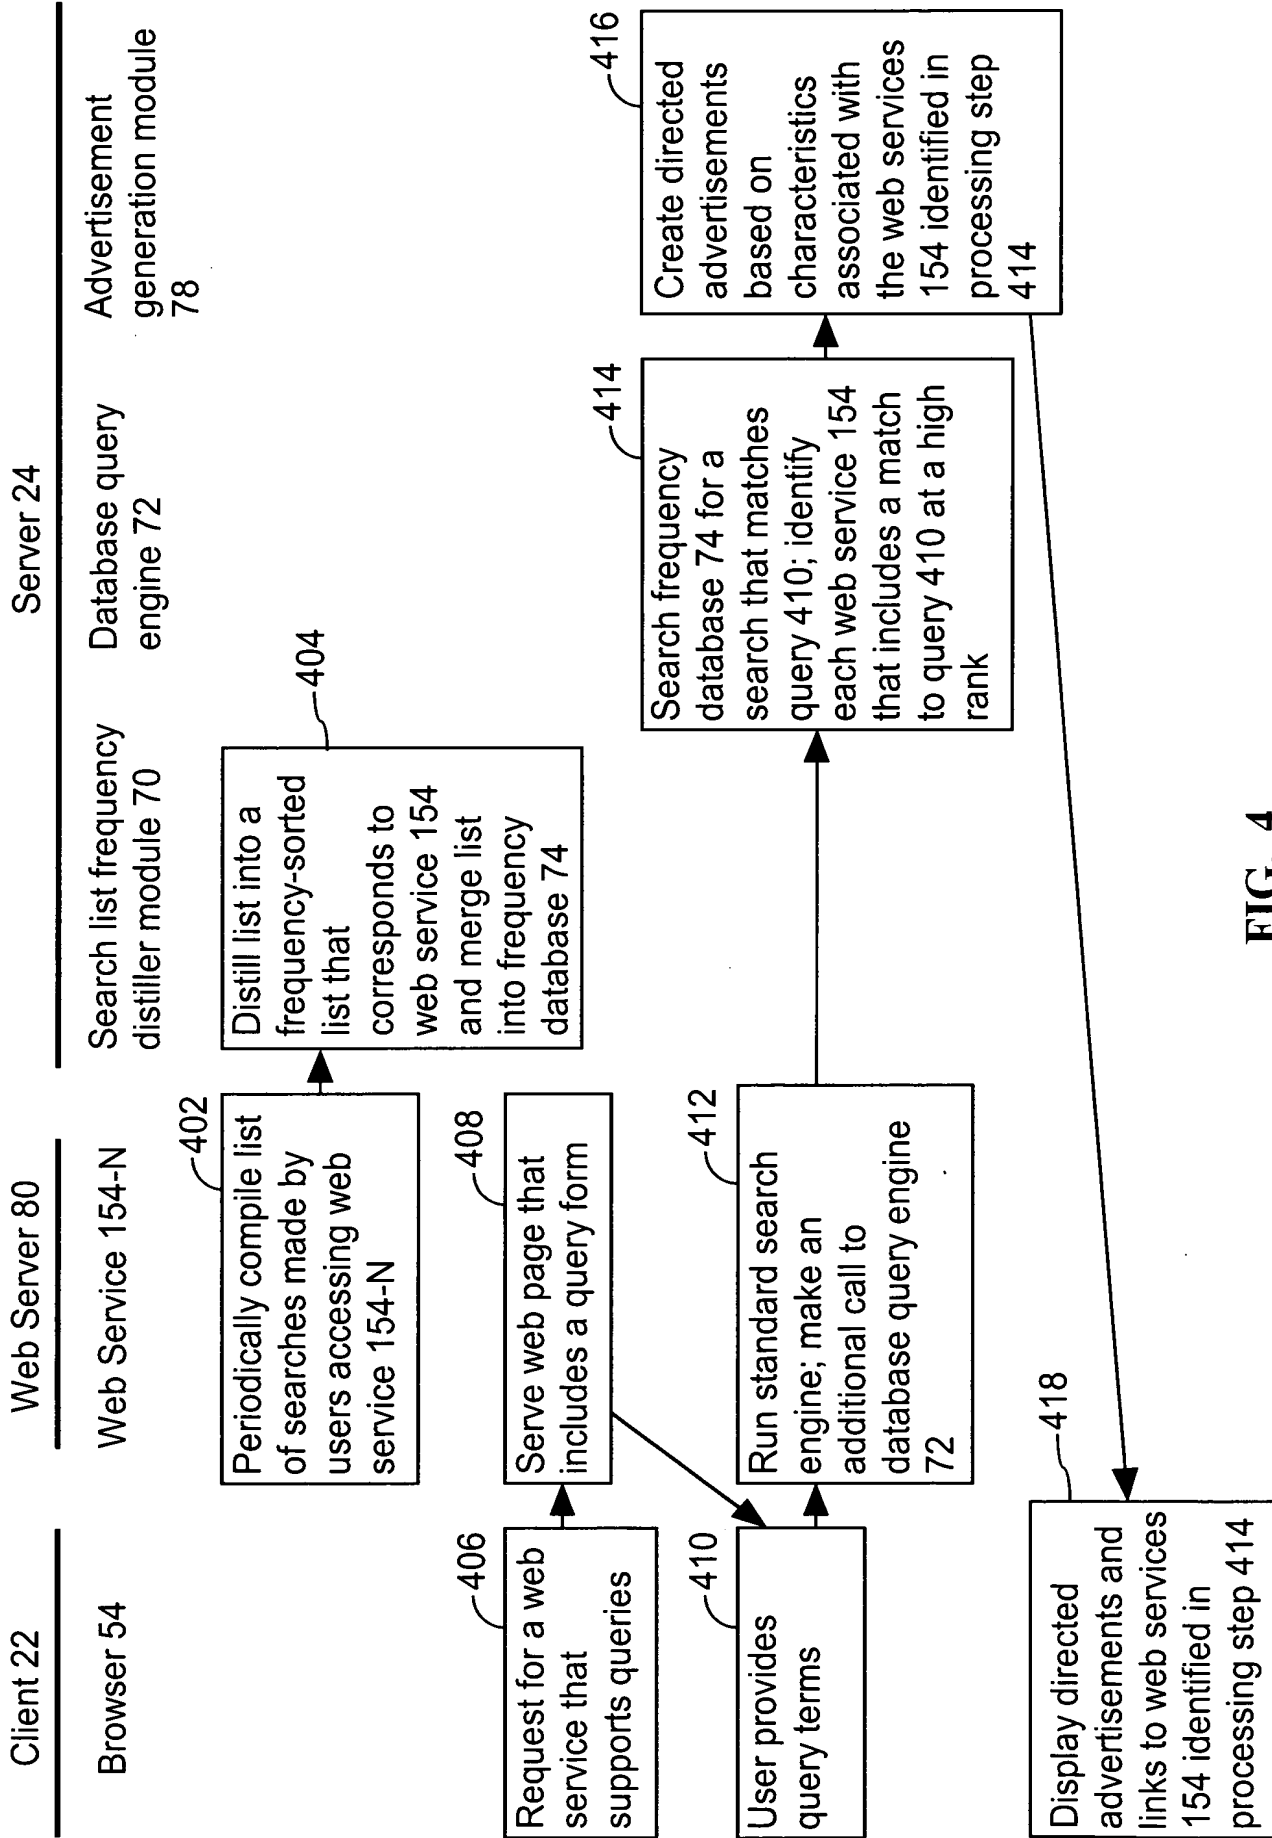 Client 22
Web Server 80
Server 24
Browser 54
Web Service 154-N
Search list frequency
distiller module 70
Database query
engine 72
Advertisement
generation module
78
402
Periodically compile list
of searches made by
users accessing web
service 154-N
404
Distill list into a
frequency-sorted
list that
corresponds to
web service 154
and merge list
into frequency
database 74
406
Request for a web
service that
supports queries
408
Serve web page that
includes a query form
410
User provides
query terms
412
Run standard search
engine; make an
additional call to
database query engine
72
414
Search frequency
database 74 for a
search that matches
query 410; identify
each web service 154
that includes a match
to query 410 at a high
rank
416
Create directed
advertisements
based on
characteristics
associated with
the web services
154 identified in
processing step
414
418
Display directed
advertisements and
links to web services
154 identified in
processing step 414
FIG. 4